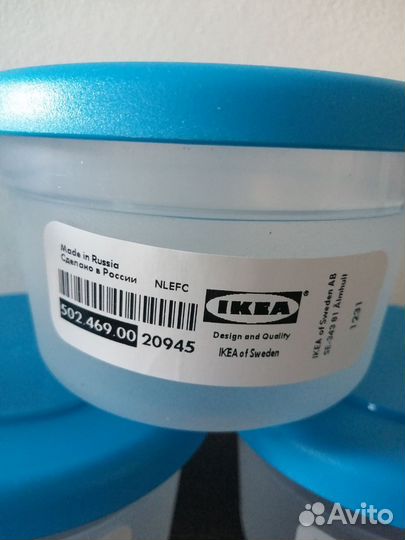 Made in Russia
Сделано в России
NLEFC
502.469.00
20945
IKEA®
Design and Quality
IKEA of Sweden
IKEA of Sweden AB
SE-343 81 Älmhult
1231
Avito